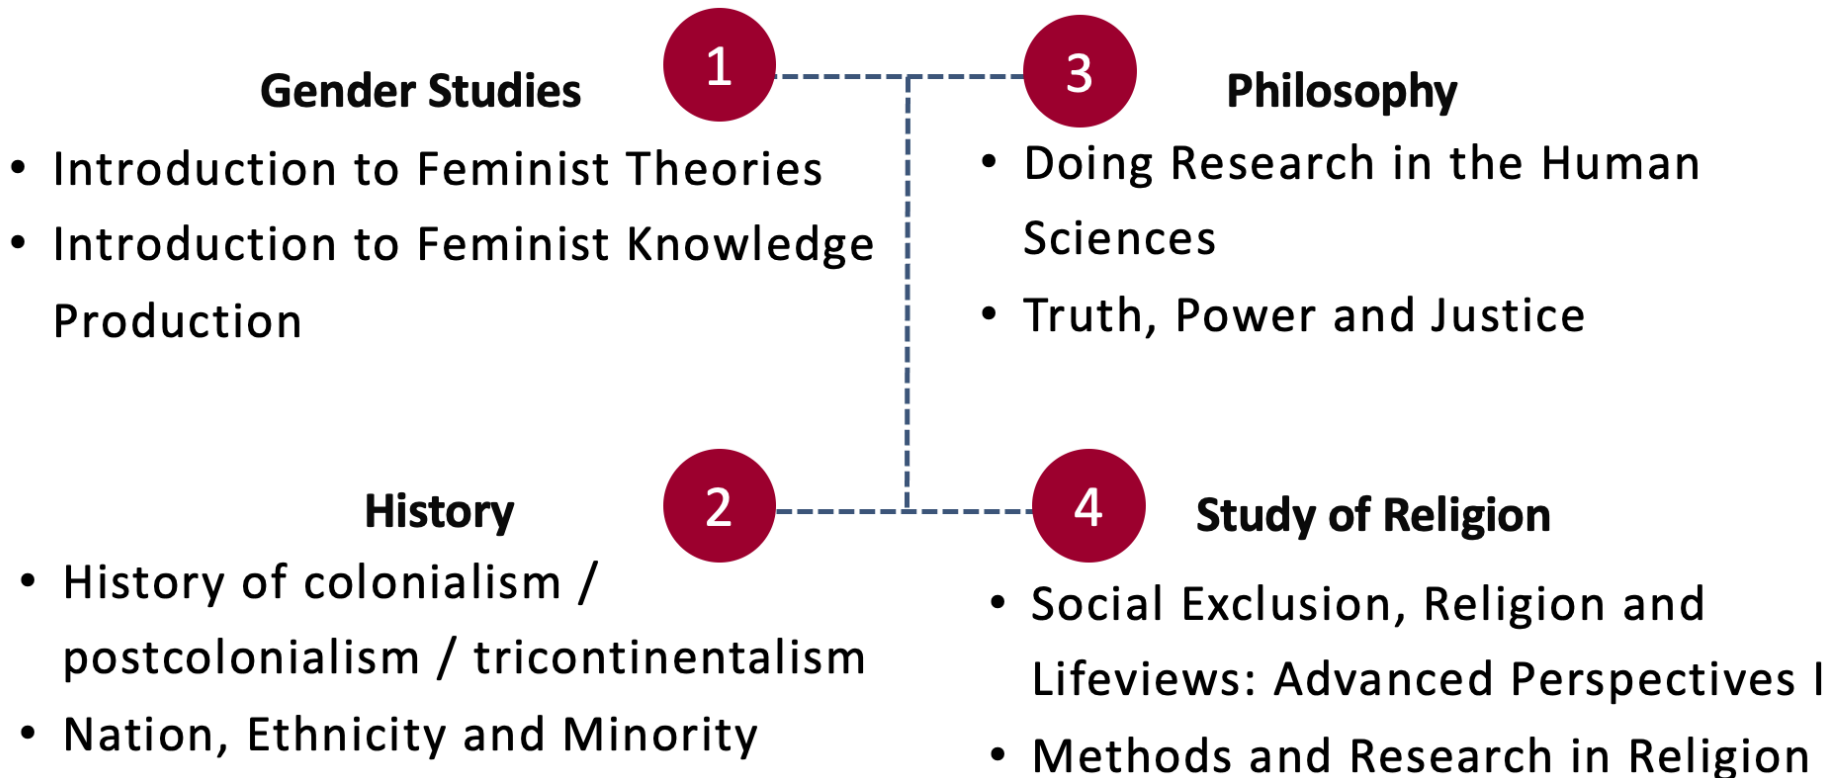 1
Gender Studies
• Introduction to Feminist Theories
• Introduction to Feminist Knowledge
Production
2
History
• History of colonialism /
postcolonialism / tricontinentalism
• Nation, Ethnicity and Minority
3
Philosophy
• Doing Research in the Human
Sciences
• Truth, Power and Justice
4
Study of Religion
• Social Exclusion, Religion and
Lifeviews: Advanced Perspectives I
• Methods and Research in Religion